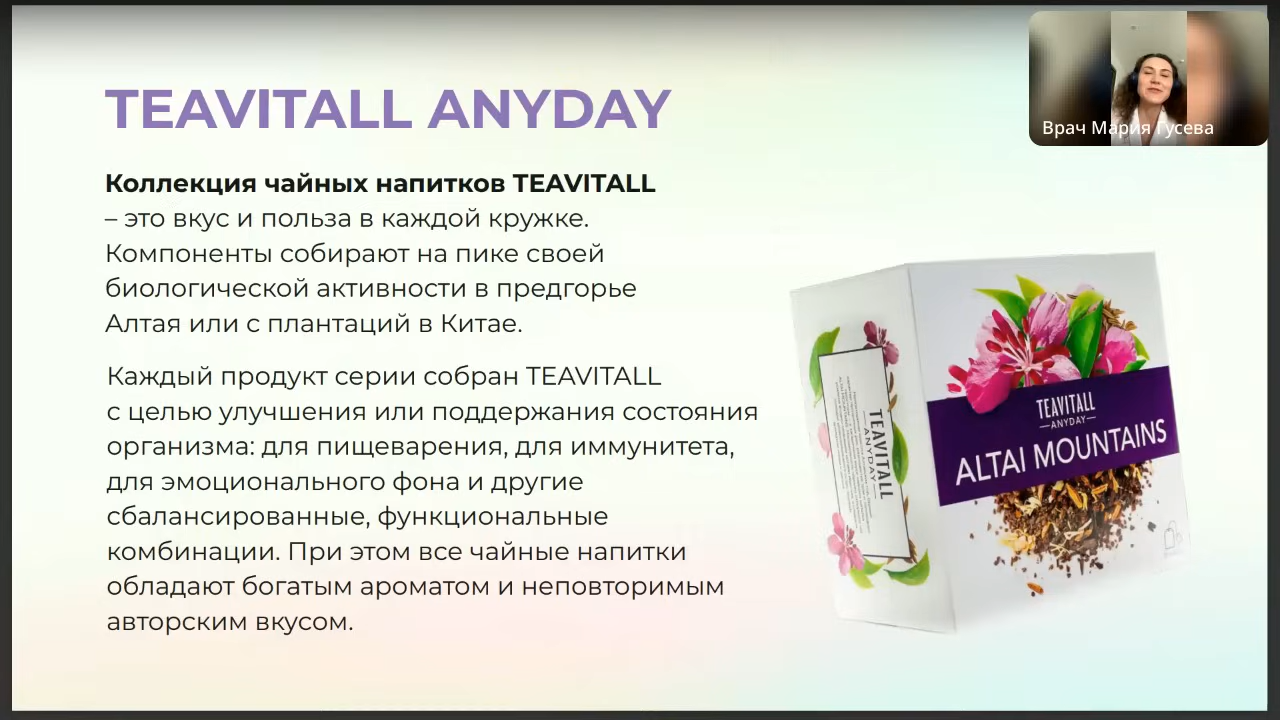 TEAVITALL ANYDAY
Врач Мария Гусева
Коллекция чайных напитков TEAVITALL
– это вкус и польза в каждой кружке.
Компоненты собирают на пике своей
биологической активности в предгорье
Алтая или с плантаций в Китае.
Каждый продукт серии собран TEAVITALL
с целью улучшения или поддержания состояния
организма: для пищеварения, для иммунитета,
для эмоционального фона и другие
сбалансированные, функциональные
комбинации. При этом все чайные напитки
обладают богатым ароматом и неповторимым
авторским вкусом.
TEAVITALL
ANYDAY
ALTAI MOUNTAINS
TEAVITALL
ANYDAY